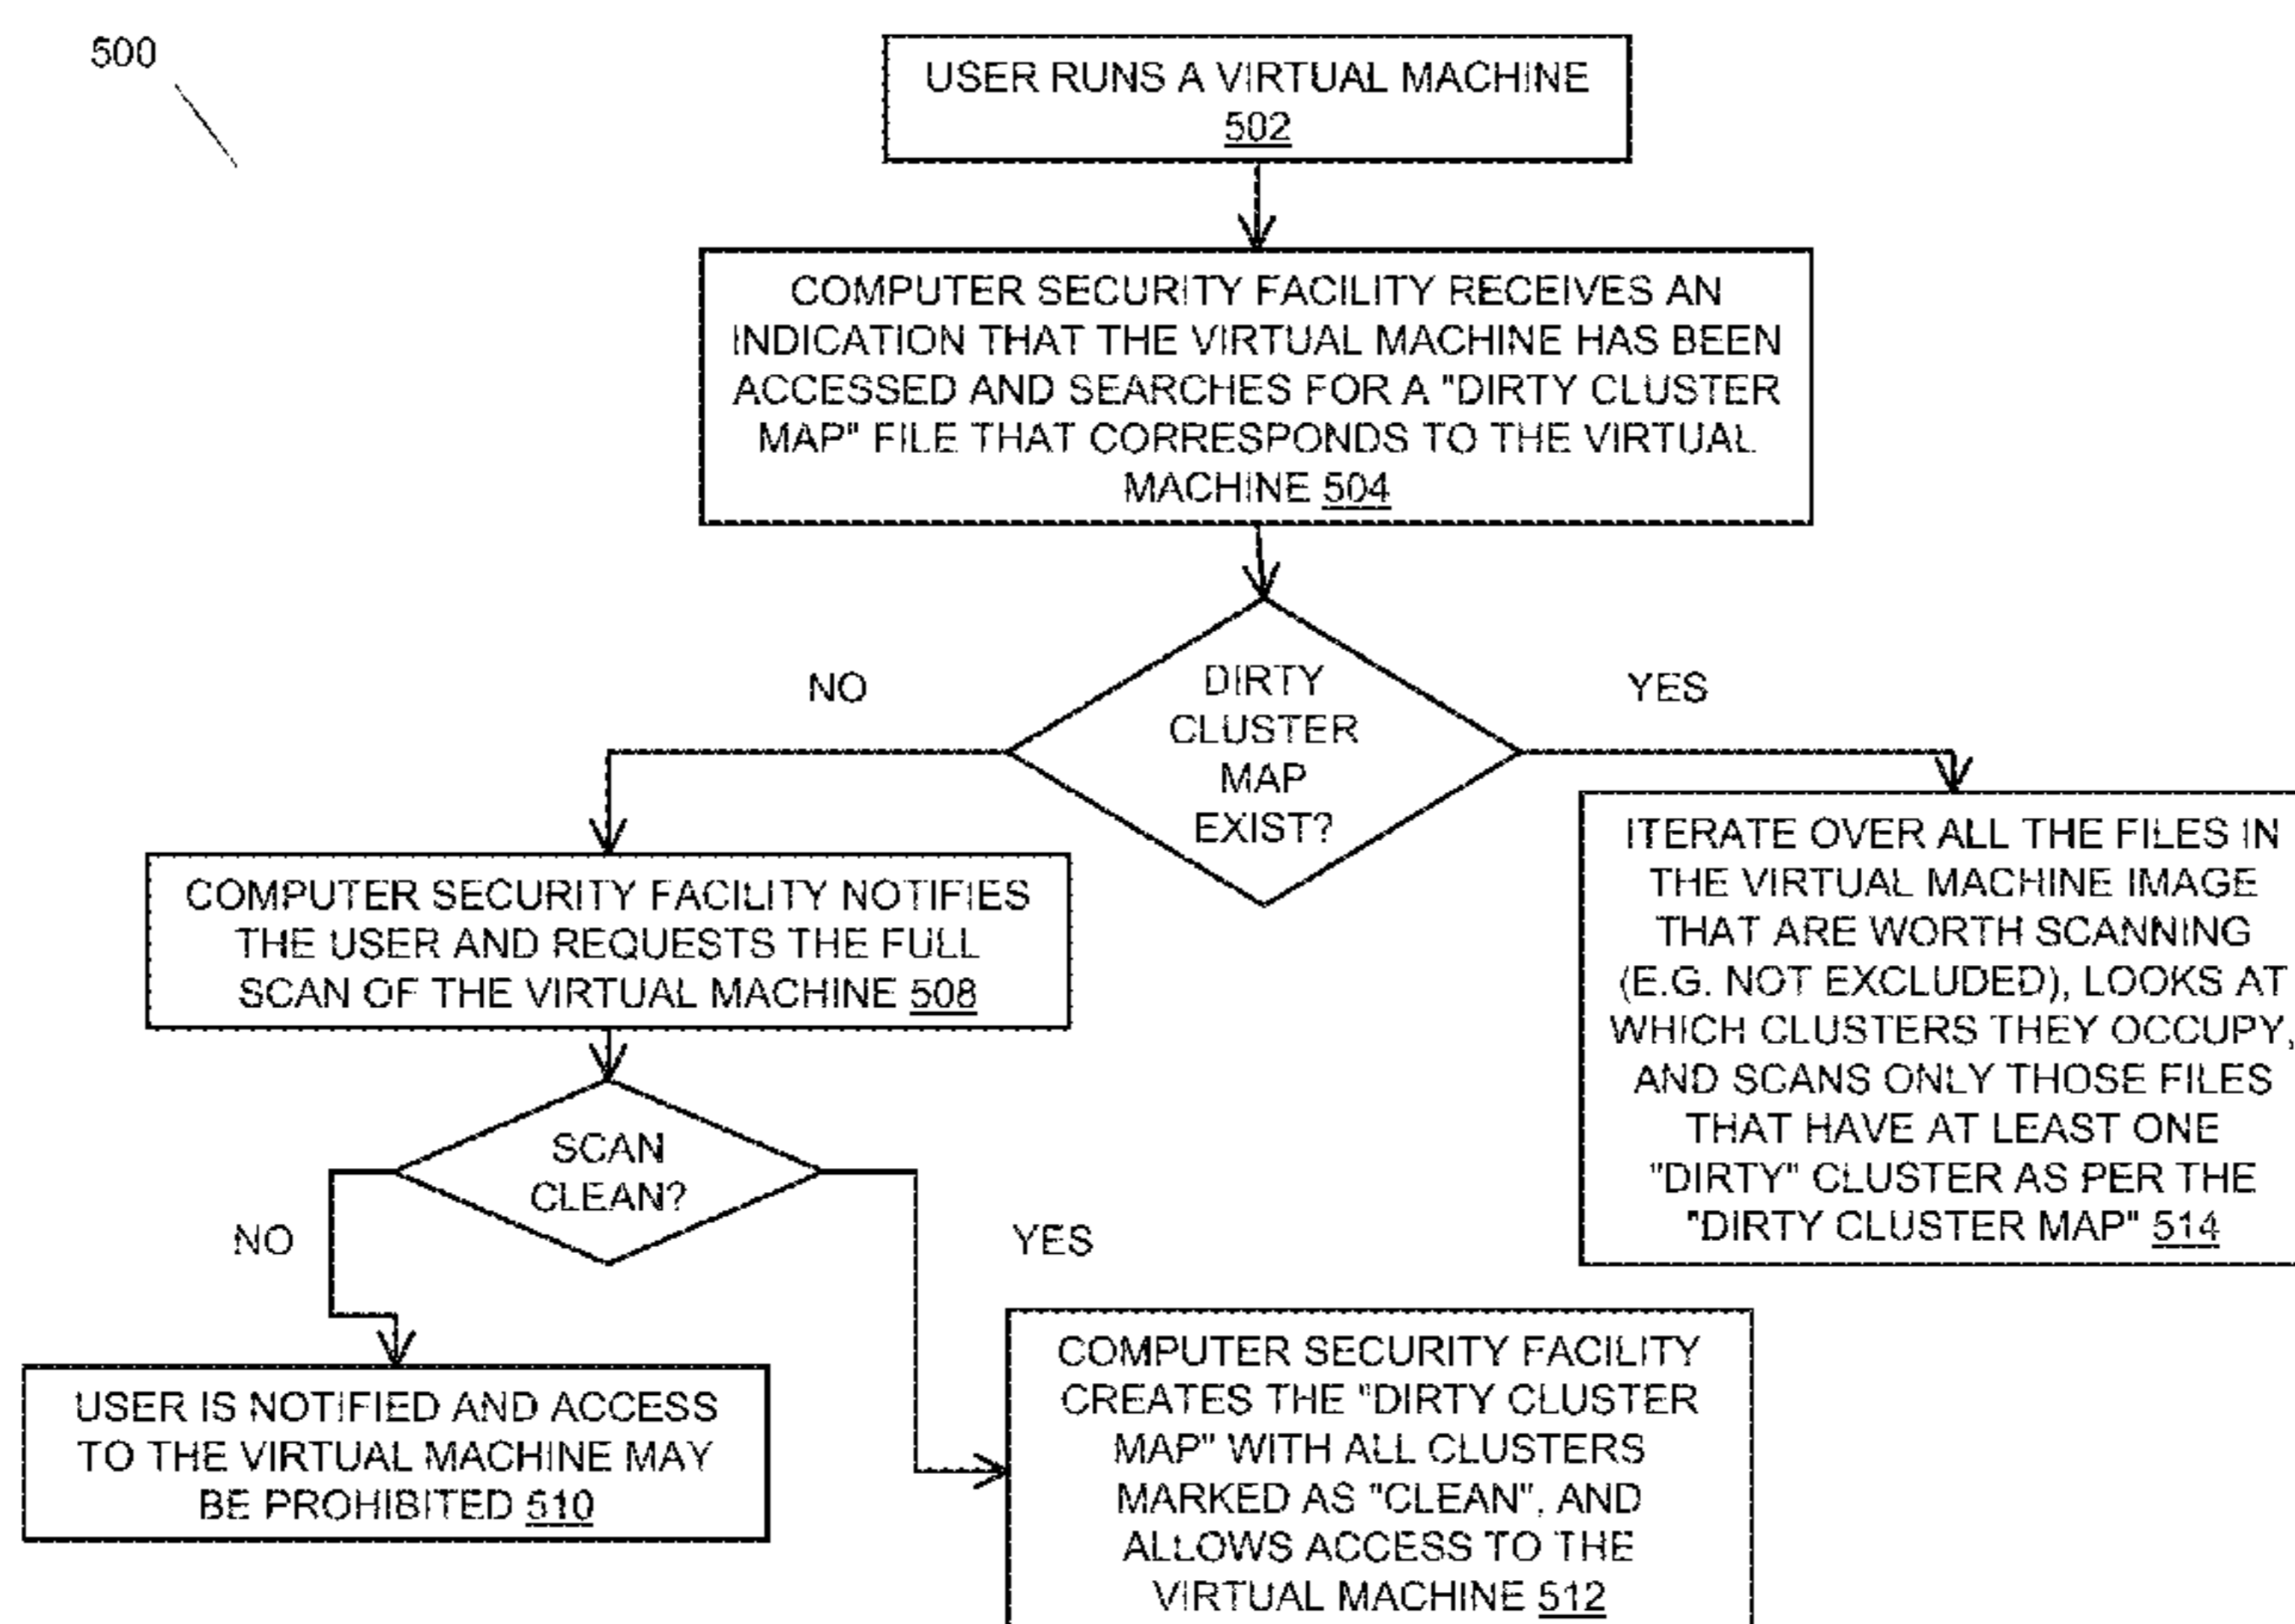 500
USER RUNS A VIRTUAL MACHINE
502
COMPUTER SECURITY FACILITY RECEIVES AN
INDICATION THAT THE VIRTUAL MACHINE HAS BEEN
ACCESSED AND SEARCHES FOR A "DIRTY CLUSTER
MAP" FILE THAT CORRESPONDS TO THE VIRTUAL
MACHINE 504
DIRTY
CLUSTER
MAP
EXIST?
NO
YES
COMPUTER SECURITY FACILITY NOTIFIES
THE USER AND REQUESTS THE FULL
SCAN OF THE VIRTUAL MACHINE 508
ITERATE OVER ALL THE FILES IN
THE VIRTUAL MACHINE IMAGE
THAT ARE WORTH SCANNING
(E.G. NOT EXCLUDED), LOOKS AT
WHICH CLUSTERS THEY OCCUPY,
AND SCANS ONLY THOSE FILES
THAT HAVE AT LEAST ONE
"DIRTY" CLUSTER AS PER THE
"DIRTY CLUSTER MAP" 514
SCAN
CLEAN?
NO
YES
USER IS NOTIFIED AND ACCESS
TO THE VIRTUAL MACHINE MAY
BE PROHIBITED 510
COMPUTER SECURITY FACILITY
CREATES THE "DIRTY CLUSTER
MAP" WITH ALL CLUSTERS
MARKED AS "CLEAN", AND
ALLOWS ACCESS TO THE
VIRTUAL MACHINE 512